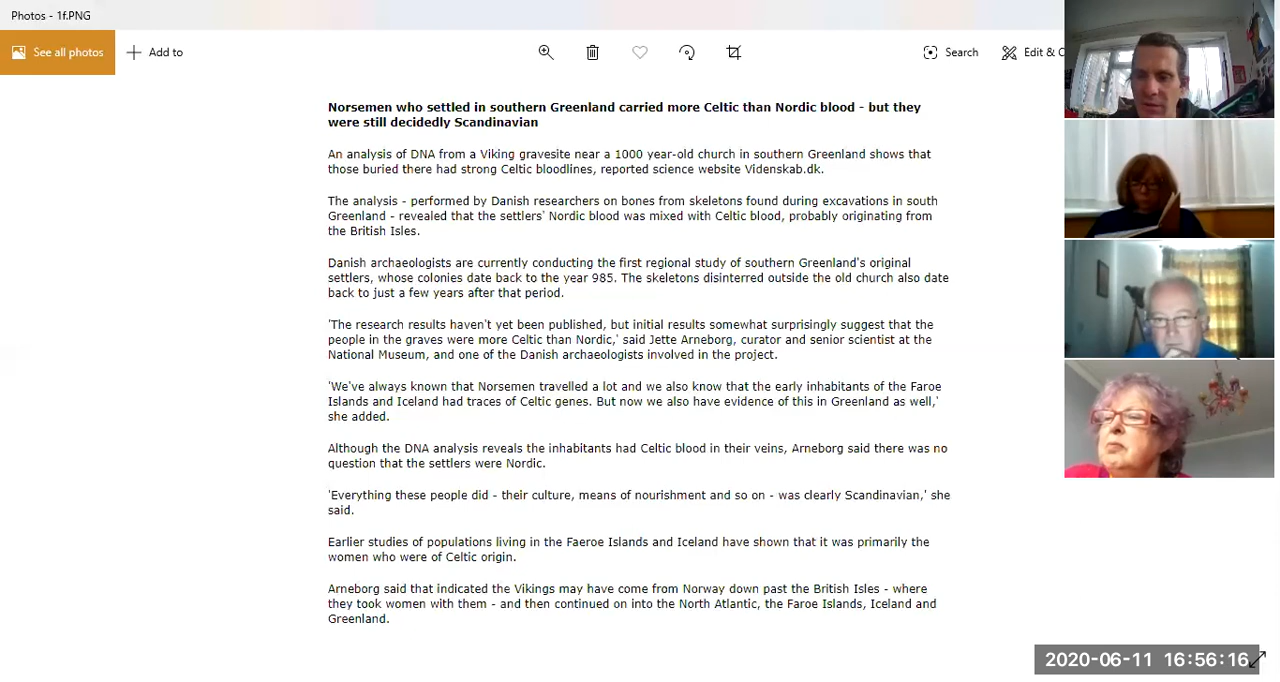 Photos - 1f.PNG
See all photos
Add to
Search
Edit & C
Norsemen who settled in southern Greenland carried more Celtic than Nordic blood - but they
were still decidedly Scandinavian
An analysis of DNA from a Viking gravesite near a 1000 year-old church in southern Greenland shows that
those buried there had strong Celtic bloodlines, reported science website Videnskab.dk.
The analysis - performed by Danish researchers on bones from skeletons found during excavations in south
Greenland - revealed that the settlers' Nordic blood was mixed with Celtic blood, probably originating from
the British Isles.
Danish archaeologists are currently conducting the first regional study of southern Greenland's original
settlers, whose colonies date back to the year 985. The skeletons disinterred outside the old church also date
back to just a few years after that period.
'The research results haven't yet been published, but initial results somewhat surprisingly suggest that the
people in the graves were more Celtic than Nordic,' said Jette Arneborg, curator and senior scientist at the
National Museum, and one of the Danish archaeologists involved in the project.
'We've always known that Norsemen travelled a lot and we also know that the early inhabitants of the Faroe
Islands and Iceland had traces of Celtic genes. But now we also have evidence of this in Greenland as well,'
she added.
Although the DNA analysis reveals the inhabitants had Celtic blood in their veins, Arneborg said there was no
question that the settlers were Nordic.
'Everything these people did - their culture, means of nourishment and so on - was clearly Scandinavian,' she
said.
Earlier studies of populations living in the Faeroe Islands and Iceland have shown that it was primarily the
women who were of Celtic origin.
Arneborg said that indicated the Vikings may have come from Norway down past the British Isles - where
they took women with them - and then continued on into the North Atlantic, the Faroe Islands, Iceland and
Greenland.
2020-06-11 16:56:16